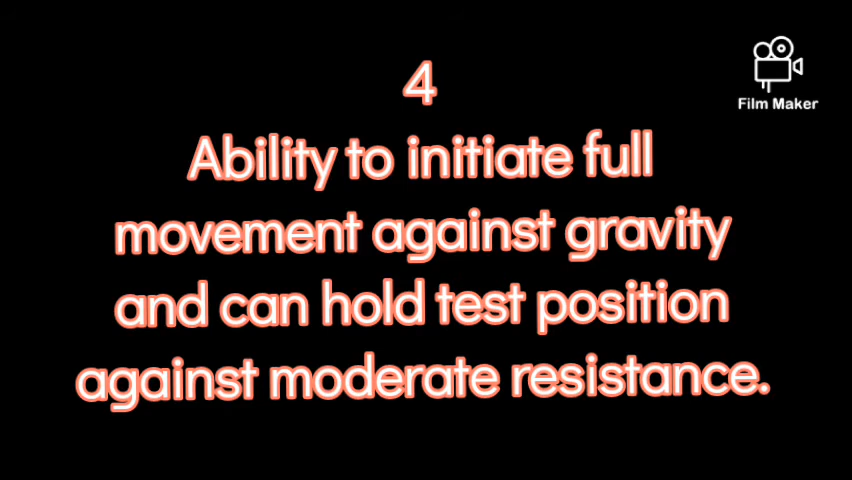 4
Film Maker
Ability to initiate full
movement against gravity
and can hold test position
against moderate resistance.